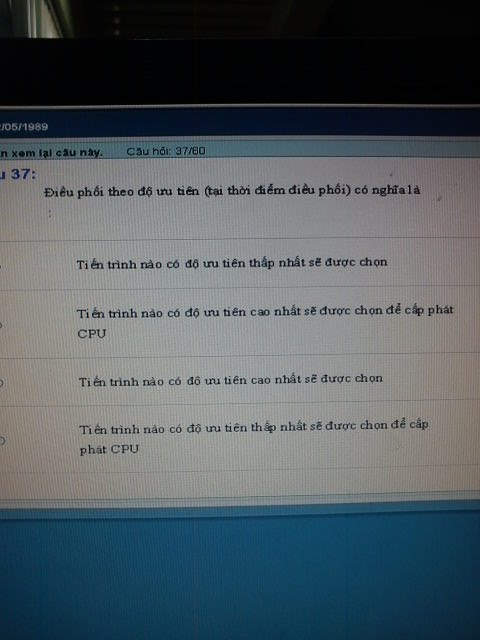 /05/1989
n xem lại câu này. Câu hỏi: 37/60
u 37:
Điều phối theo độ ưu tiên (tại thời điểm điều phối) có nghĩa là
:
Tiến trình nào có độ ưu tiên thấp nhất sẽ được chọn
Tiến trình nào có độ ưu tiên cao nhất sẽ được chọn để cấp phát
CPU
Tiến trình nào có độ ưu tiên cao nhất sẽ được chọn
Tiến trình nào có độ ưu tiên thấp nhất sẽ được chọn để cấp
phát CPU